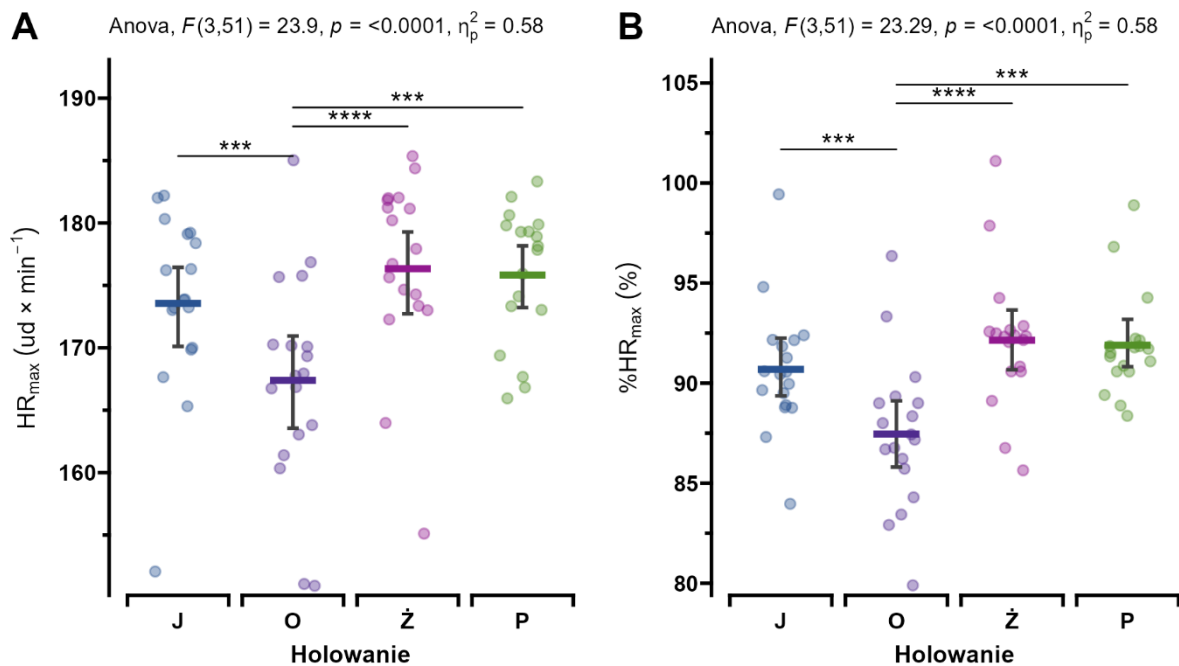 A
Anova, F(3,51) = 23.9, p = <0.0001, η²ₚ = 0.58
HRmax (ud × min⁻¹)
190
180
170
160
***
****
***
J O Ż P
Holowanie
B
Anova, F(3,51) = 23.29, p = <0.0001, η²ₚ = 0.58
%HRmax (%)
105
100
95
90
85
80
***
****
***
J O Ż P
Holowanie